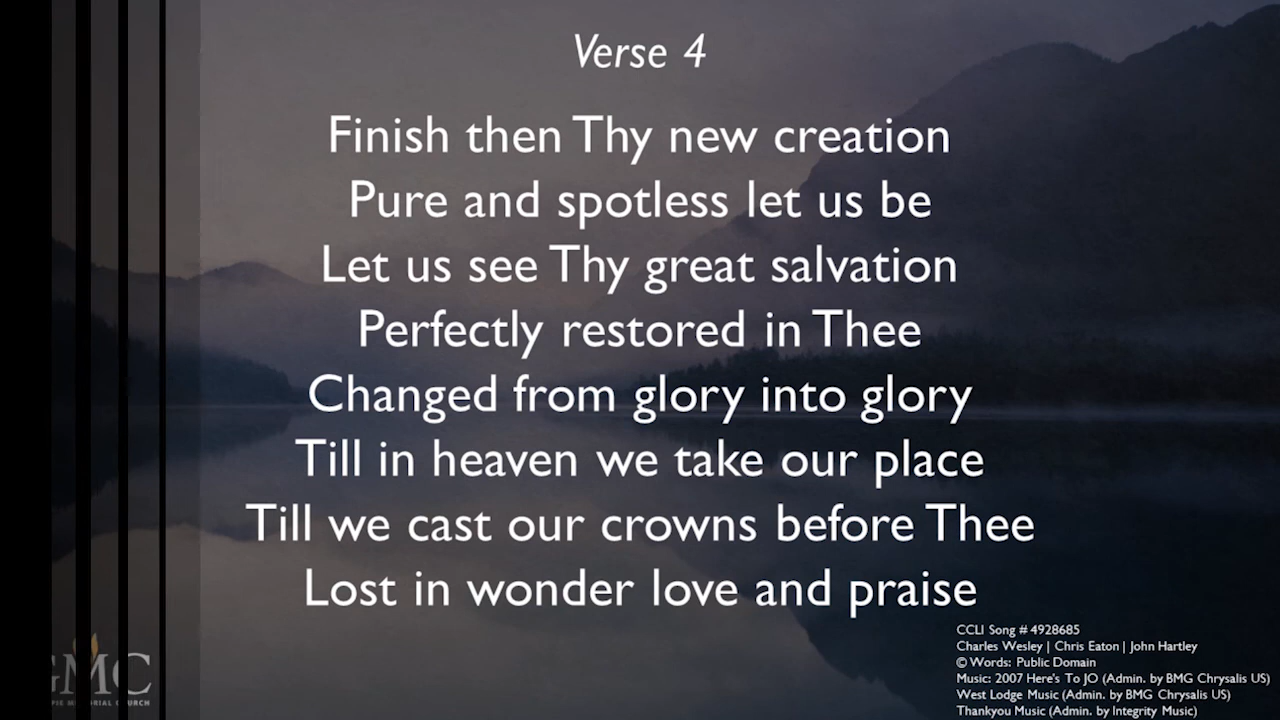 Verse 4
Finish then Thy new creation
Pure and spotless let us be
Let us see Thy great salvation
Perfectly restored in Thee
Changed from glory into glory
Till in heaven we take our place
Till we cast our crowns before Thee
Lost in wonder love and praise
CCLI Song # 4928685
Charles Wesley | Chris Eaton | John Hartley
© Words: Public Domain
Music: 2007 Here's To JO (Admin. by BMG Chrysalis US)
West Lodge Music (Admin. by BMG Chrysalis US)
Thankyou Music (Admin. by Integrity Music)
GMC
CHURCH